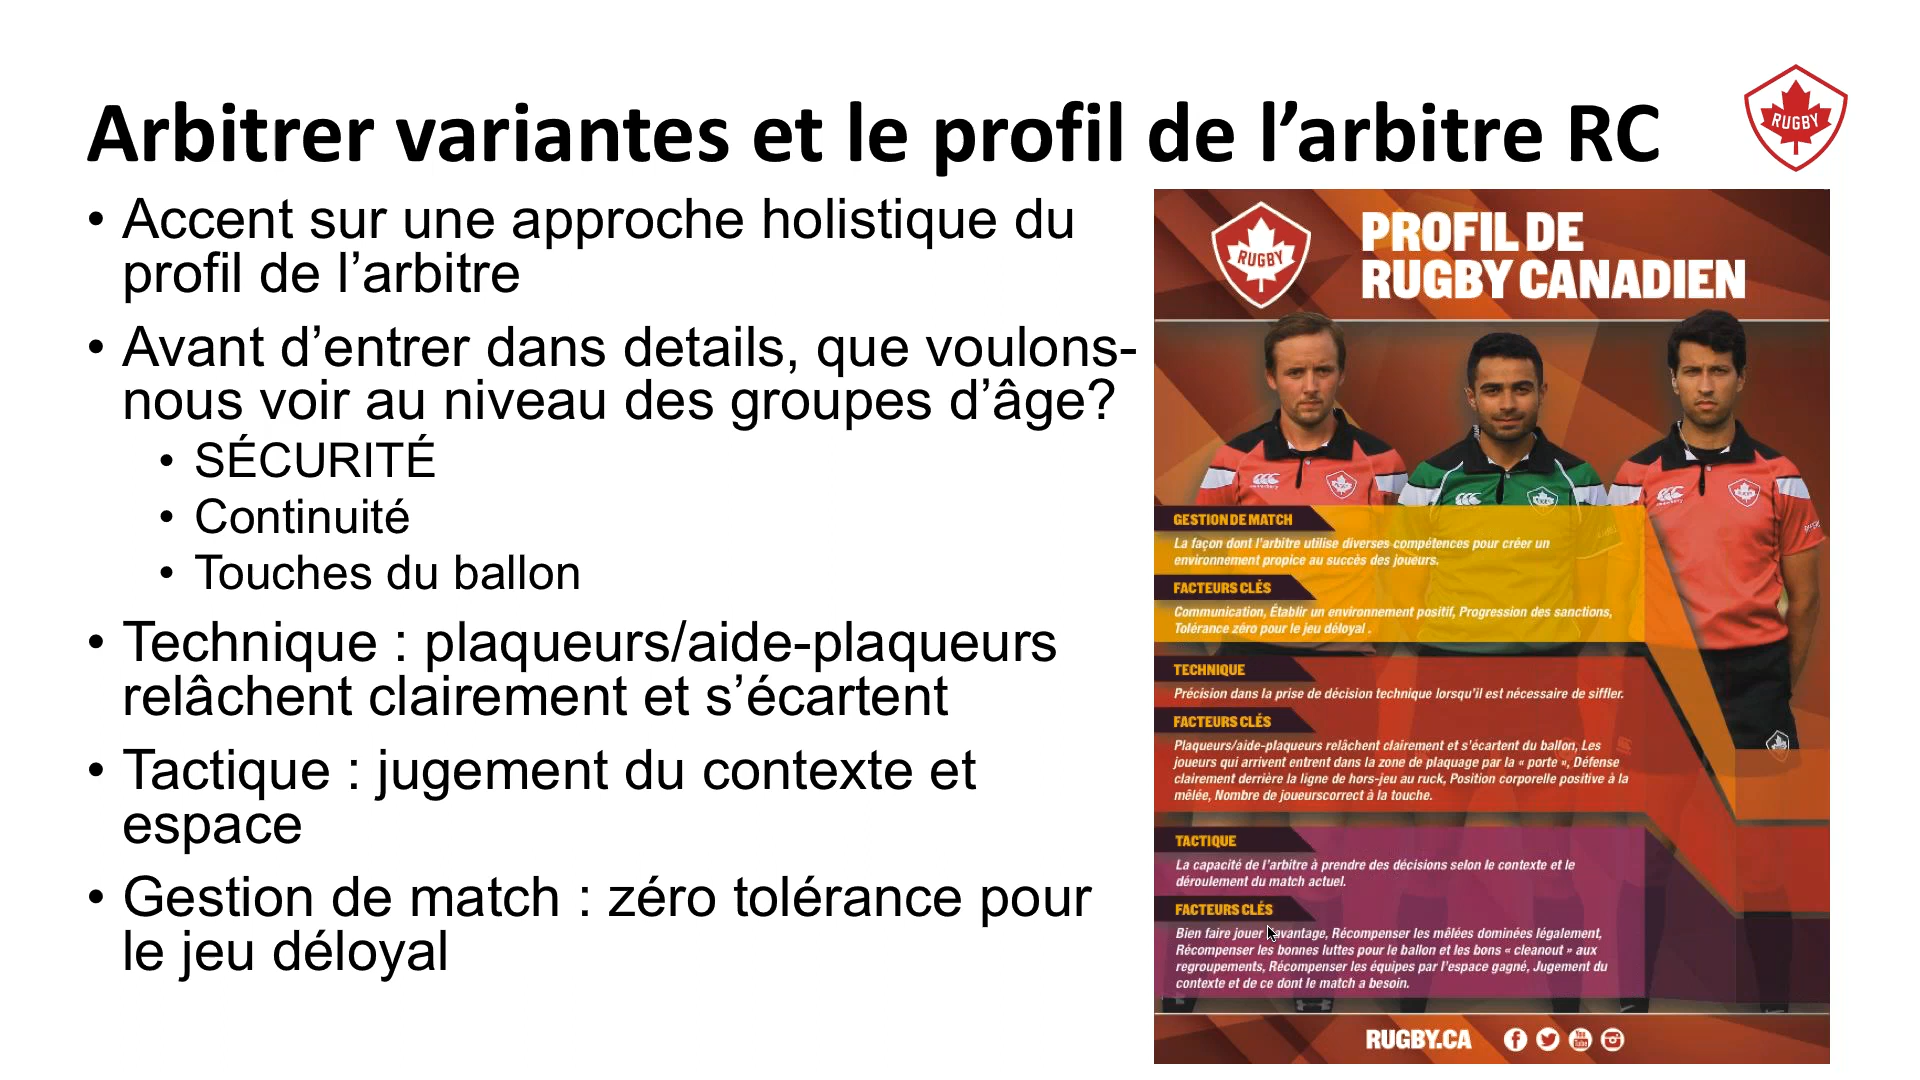 Arbitrer variantes et le profil de l’arbitre RC
RUGBY
• Accent sur une approche holistique du
profil de l’arbitre
• Avant d’entrer dans details, que voulons-
nous voir au niveau des groupes d’âge?
• SÉCURITÉ
• Continuité
• Touches du ballon
• Technique : plaqueurs/aide-plaqueurs
relâchent clairement et s’écartent
• Tactique : jugement du contexte et
espace
• Gestion de match : zéro tolérance pour
le jeu déloyal
RUGBY
PROFIL DE
RUGBY CANADIEN
GESTION DE MATCH
La façon dont l'arbitre utilise diverses compétences pour créer un
environnement propice au succès des joueurs.
FACTEURS CLÉS
Communication, Établir un environnement positif, Progression des sanctions,
Tolérance zéro pour le jeu déloyal .
TECHNIQUE
Précision dans la prise de décision technique lorsqu'il est nécessaire de siffler.
FACTEURS CLÉS
Plaqueurs/aide-plaqueurs relâchent clairement et s'écartent du ballon, Les
joueurs qui arrivent entrent dans la zone de plaquage par la « porte », Défense
clairement derrière la ligne de hors-jeu au ruck, Position corporelle positive à la
mêlée, Nombre de joueurscorrect à la touche.
TACTIQUE
La capacité de l'arbitre à prendre des décisions selon le contexte et le
déroulement du match actuel.
FACTEURS CLÉS
Bien faire jouer avantage, Récompenser les mêlées dominées légalement,
Récompenser les bonnes luttes pour le ballon et les bons « cleanout » aux
regroupements, Récompenser les équipes par l'espace gagné, Jugement du
contexte et de ce dont le match a besoin.
RUGBY.CA